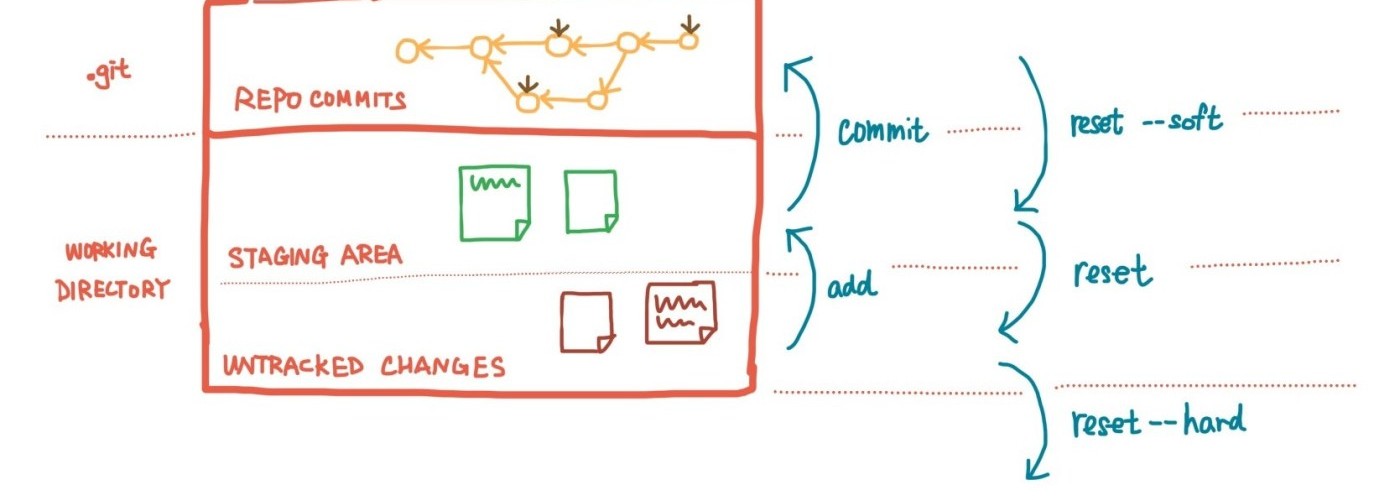 .git
REPO COMMITS
commit
reset --soft
WORKING
DIRECTORY
STAGING AREA
add
reset
UNTRACKED CHANGES
reset --hard